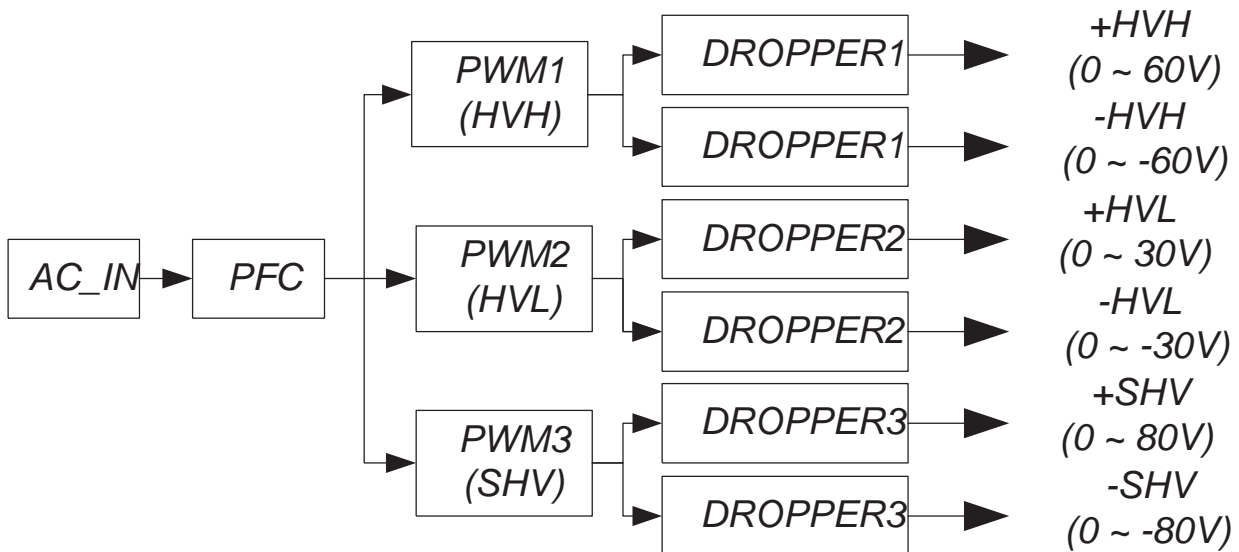 AC_IN
PFC
PWM1
(HVH)
DROPPER1
+HVH
(0 ~ 60V)
DROPPER1
-HVH
(0 ~ -60V)
PWM2
(HVL)
DROPPER2
+HVL
(0 ~ 30V)
DROPPER2
-HVL
(0 ~ -30V)
PWM3
(SHV)
DROPPER3
+SHV
(0 ~ 80V)
DROPPER3
-SHV
(0 ~ -80V)